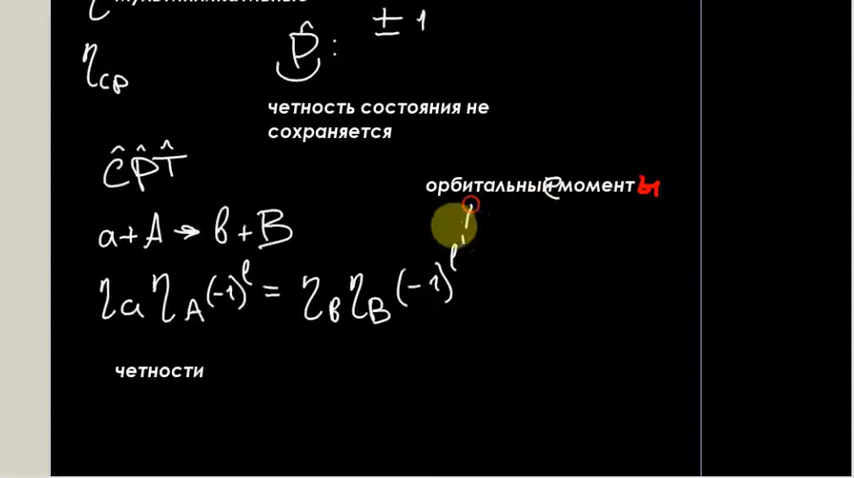 ± 1
η_CP
P̂ :
четность состояния не
сохраняется
ĈP̂T̂
орбитальные моменты
a + A → b + B
η_a η_A (-1)^ℓ = η_b η_B (-1)^ℓ'
четности